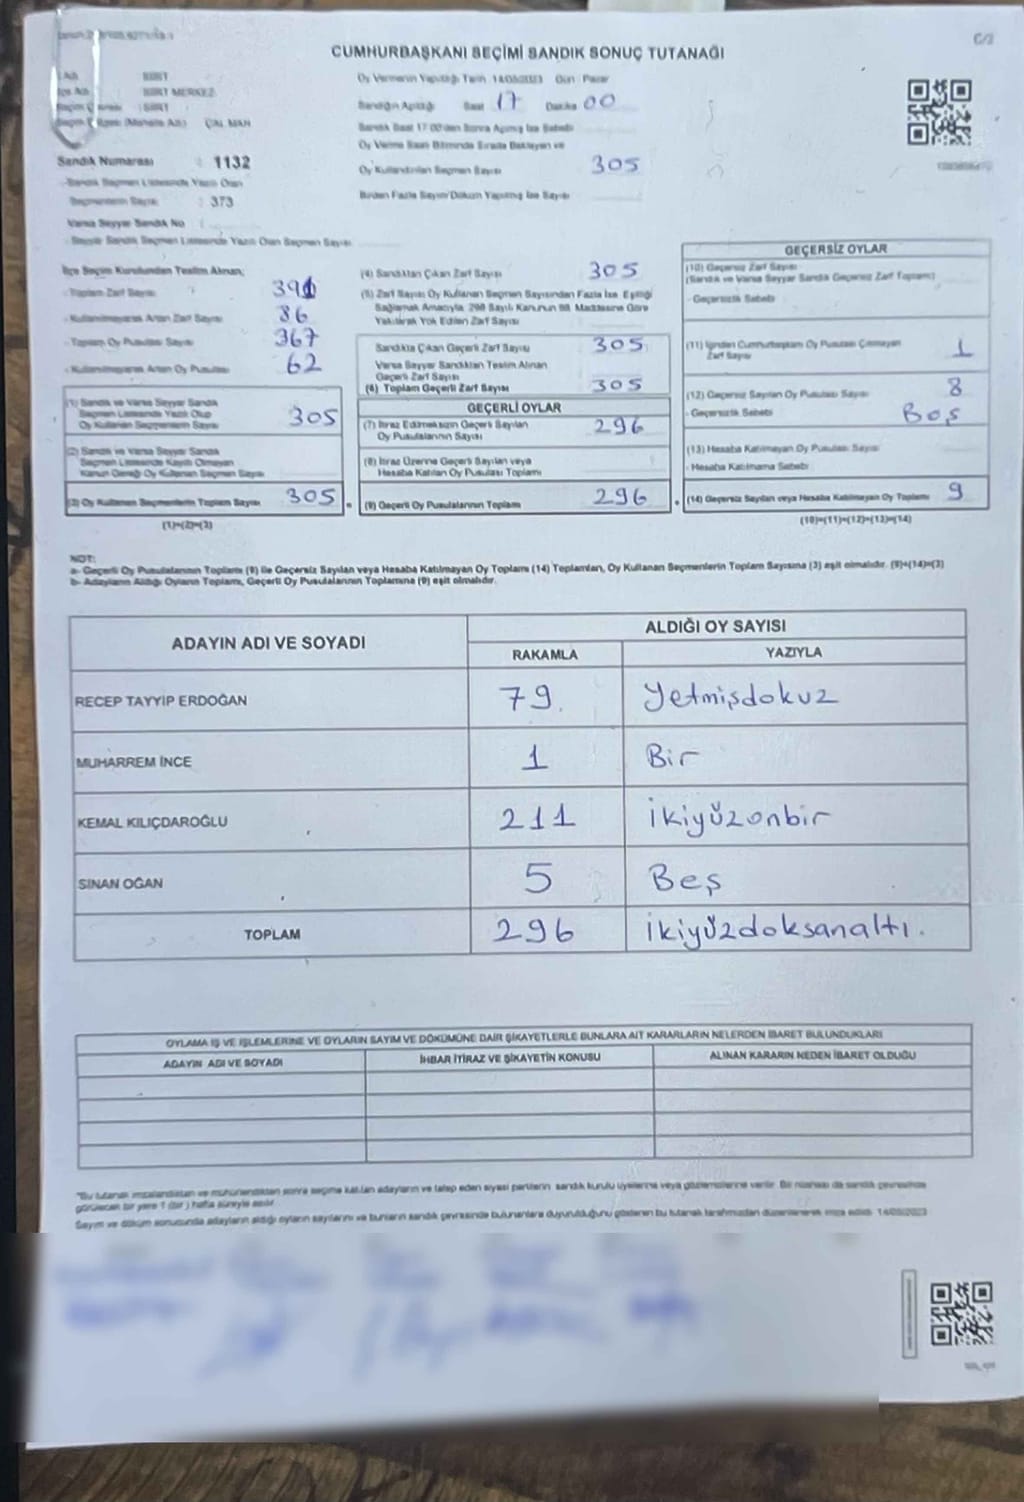 C/2
CUMHURBAŞKANI SEÇİMİ SANDIK SONUÇ TUTANAĞI
İl Adı SİİRT
İlçe Adı SİİRT MERKEZ
Seçim Çevresi SİİRT
ÇAL MAH
Sandık Numarası : 1132
Sandık Seçmen Listesinde Yazılı Olan
Seçmenlerin Sayısı : 373
Varsa Seyyar Sandık No :
Seyyar Sandık Seçmen Listesinde Yazılı Olan Seçmen Sayısı
Oy Vermenin Yapıldığı Tarih 14/05/2023 Gün : Pazar
Sandığın Açıldığı Saat 17 Dakika 00
Sandık Saat 17:00'den Sonra Açılmış İse Sebebi
Oy Verme Saati Bitiminde Sırada Bekleyen ve
Oy Kullandırılan Seçmen Sayısı 305
Birden Fazla Sayım/Döküm Yapılmış İse Sayısı
İlçe Seçim Kurulundan Teslim Alınan;
- Toplam Zarf Sayısı
- Kullanılmayarak Artan Zarf Sayısı 86
- Toplam Oy Pusulası Sayısı 367
- Kullanılmayarak Artan Oy Pusulası 62
(1) Sandık ve Varsa Seyyar Sandık
Seçmen Listesinde Yazılı Olup
Oy Kullanan Seçmenlerin Sayısı 305
(2) Sandık ve Varsa Seyyar Sandık
Seçmen Listesinde Kayıtlı Olmayan
Kanun Gereği Oy Kullanan Seçmenlerin Sayısı
(3) Oy Kullanan Seçmenlerin Toplam Sayısı 305
(1)+(2)=(3)
(4) Sandıktan Çıkan Zarf Sayısı 305
(5) Zarf Sayısı Oy Kullanan Seçmen Sayısından Fazla İse, Eşitliği
Sağlamak Amacıyla, 298 Sayılı Kanunun 98. Maddesine Göre
Yakılarak Yok Edilen Zarf Sayısı
Sandıkta Çıkan Geçerli Zarf Sayısı 305
Varsa Seyyar Sandıktan Teslim Alınan
Geçerli Zarf Sayısı
(6) Toplam Geçerli Zarf Sayısı 305
GEÇERLİ OYLAR
(7) İtiraz Edilmeksizin Geçerli Sayılan
Oy Pusulalarının Sayısı 296
(8) İtiraz Üzerine Geçerli Sayılan veya
Hesaba Katılan Oy Pusulası Toplamı
(9) Geçerli Oy Pusulalarının Toplamı 296
GEÇERSİZ OYLAR
(10) Geçersiz Zarf Sayısı
(Sandık ve Varsa Seyyar Sandık Geçersiz Zarf Toplamı)
- Geçersizlik Sebebi
(11) İçinden Cumhurbaşkanı Oy Pusulası Çıkmayan
Zarf Sayısı 1
(12) Geçersiz Sayılan Oy Pusulası Sayısı 8
- Geçersizlik Sebebi Boş
(13) Hesaba Katılmayan Oy Pusulası Sayısı
- Hesaba Katılmama Sebebi
(14) Geçersiz Sayılan veya Hesaba Katılmayan Oy Toplamı 9
(10)+(11)+(12)+(13)=(14)
NOT:
a- Geçerli Oy Pusulalarının Toplamı (9) ile Geçersiz Sayılan veya Hesaba Katılmayan Oy Toplamı (14) Toplamları, Oy Kullanan Seçmenlerin Toplam Sayısına (3) eşit olmalıdır. (9)+(14)=(3)
b- Adayların Aldığı Oyların Toplamı, Geçerli Oy Pusulalarının Toplamına (9) eşit olmalıdır.
ADAYIN ADI VE SOYADI
ALDIĞI OY SAYISI
RAKAMLA YAZIYLA
RECEP TAYYİP ERDOĞAN 79. Yetmişdokuz
MUHARREM İNCE 1 Bir
KEMAL KILIÇDAROĞLU 211 ikiyüzonbir
SİNAN OĞAN 5 Beş
TOPLAM 296 ikiyüzdoksanaltı.
OYLAMA İŞ VE İŞLEMLERİNE VE OYLARIN SAYIM VE DÖKÜMÜNE DAİR ŞİKAYETLERLE BUNLARA AİT KARARLARIN NELERDEN İBARET BULUNDUKLARI
ADAYIN ADI VE SOYADI İHBAR İTİRAZ VE ŞİKAYETİN KONUSU ALINAN KARARIN NEDEN İBARET OLDUĞU
"Bu tutanak imzalandıktan ve mühürlendikten sonra seçime katılan adayların ve talep eden siyasi partilerin sandık kurulu üyelerine veya gözlemcilerine verilir. Bir nüshası da sandık çevresinde
görülecek bir yere 1 (bir) hafta süreyle asılır.
Sayım ve döküm sonucunda adayların aldığı oyların sayılarını ve bunların sandık çevresinde bulunanlara duyurulduğunu gösteren bu tutanak tarafımızdan düzenlenerek imza edildi. 14/05/2023